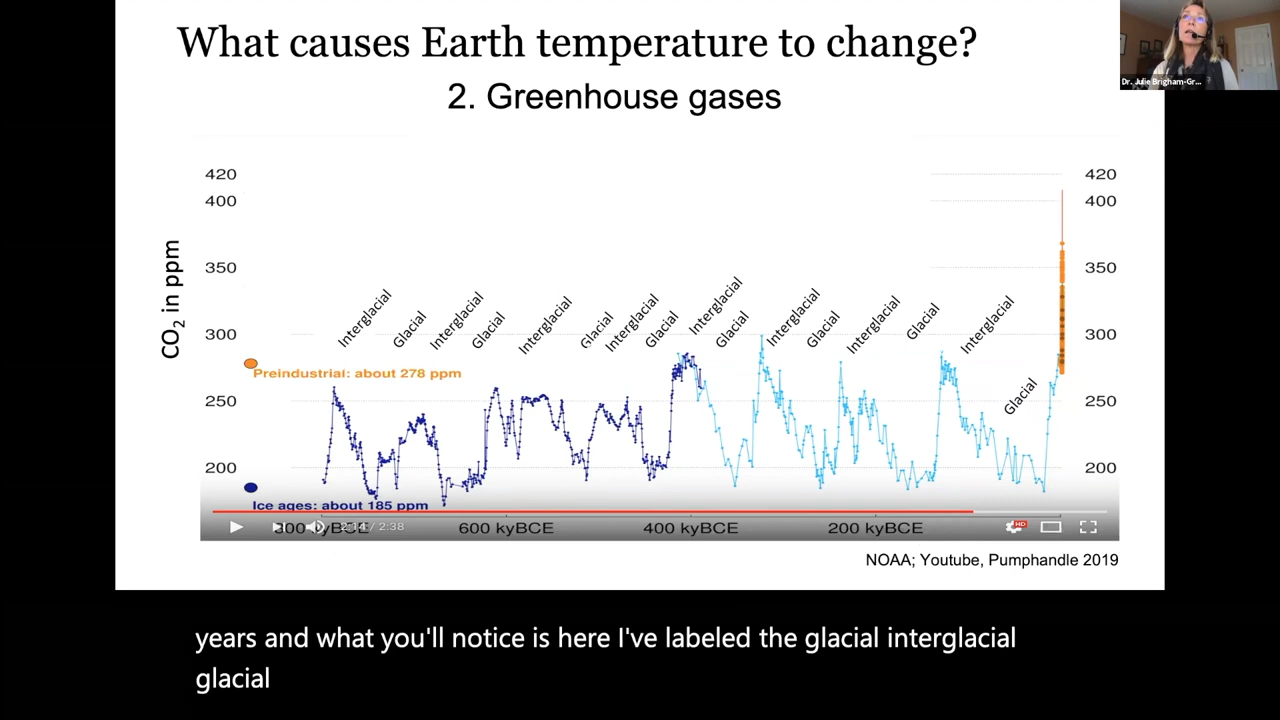 What causes Earth temperature to change?
2. Greenhouse gases
Dr. Julie Brigham-Gr...
420
400
350
300
250
200
CO2 in ppm
420
400
350
300
250
200
Interglacial
Glacial
Interglacial
Glacial
Interglacial
Glacial
Interglacial
Glacial
Interglacial
Glacial
Interglacial
Glacial
Interglacial
Glacial
Interglacial
Glacial
Preindustrial: about 278 ppm
Ice ages: about 185 ppm
/ 2:38
HD
600 kyBCE
400 kyBCE
200 kyBCE
NOAA; Youtube, Pumphandle 2019
years and what you'll notice is here I've labeled the glacial interglacial
glacial